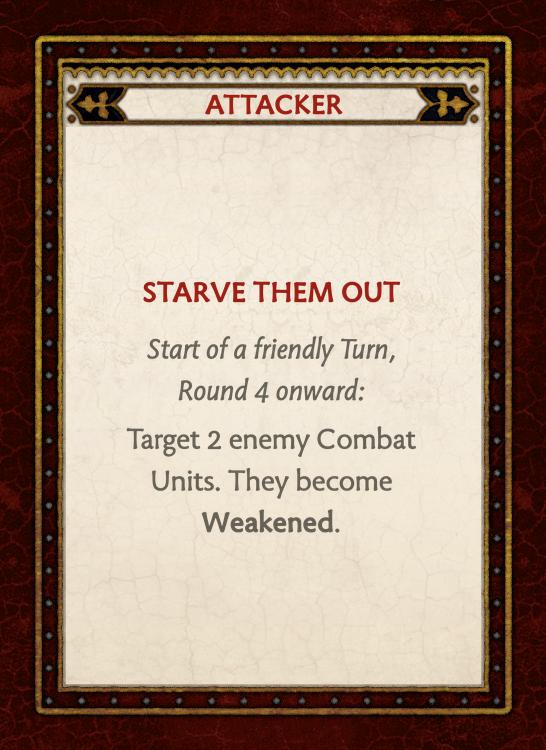 ATTACKER
STARVE THEM OUT
Start of a friendly Turn,
Round 4 onward:
Target 2 enemy Combat
Units. They become
Weakened.